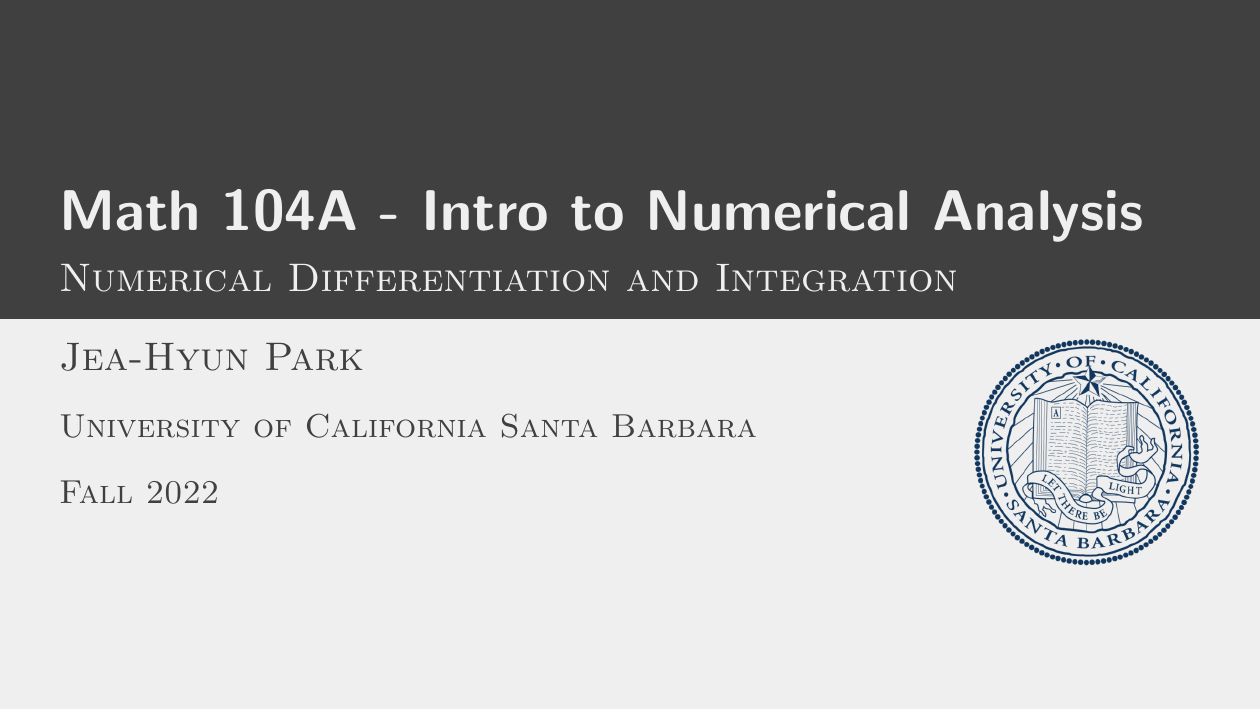 Math 104A - Intro to Numerical Analysis
Numerical Differentiation and Integration
Jea-Hyun Park
University of California Santa Barbara
Fall 2022
UNIVERSITY · OF · CALIFORNIA · SANTA BARBARA ·
A
LET THERE BE LIGHT